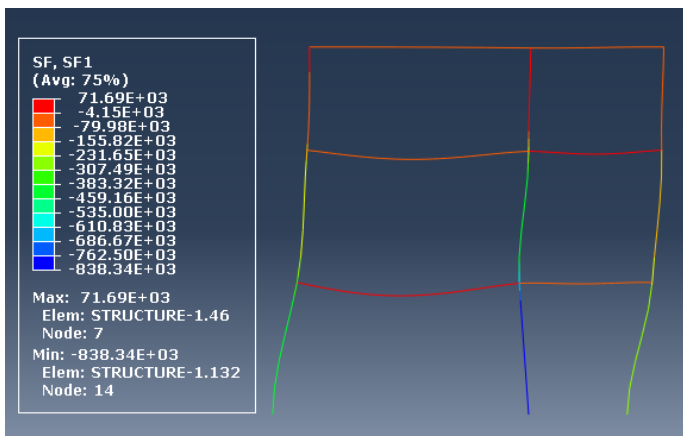 SF, SF1
(Avg: 75%)
71.69E+03
-4.15E+03
-79.98E+03
-155.82E+03
-231.65E+03
-307.49E+03
-383.32E+03
-459.16E+03
-535.00E+03
-610.83E+03
-686.67E+03
-762.50E+03
-838.34E+03
Max: 71.69E+03
Elem: STRUCTURE-1.46
Node: 7
Min: -838.34E+03
Elem: STRUCTURE-1.132
Node: 14